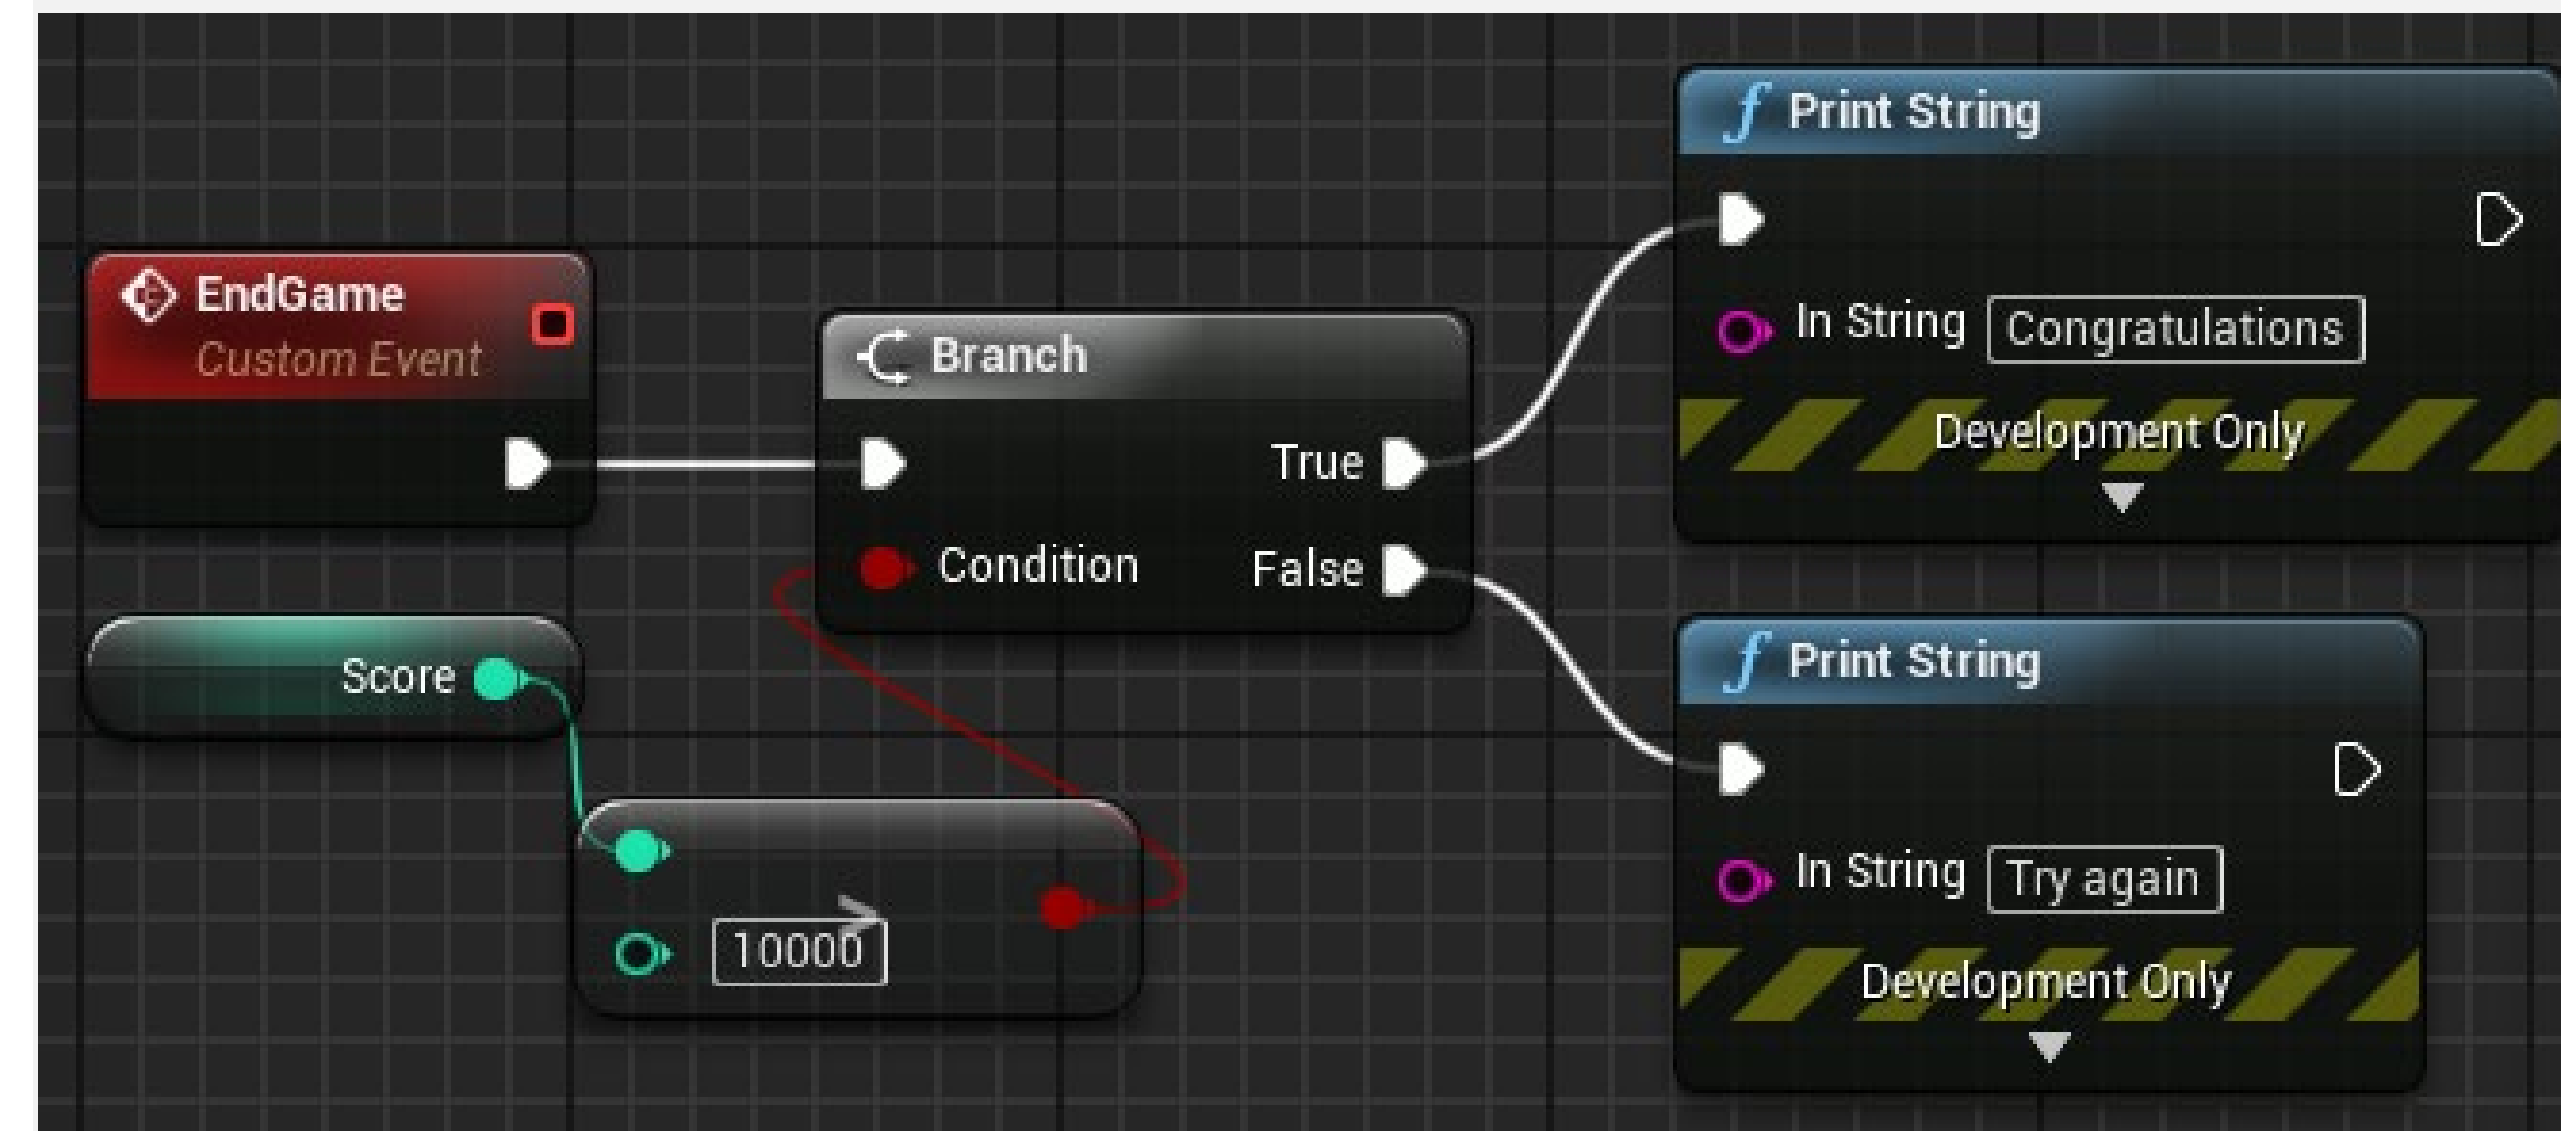 EndGame
Custom Event
Branch
True
Condition
False
Score
>
10000
f Print String
In String Congratulations
Development Only
f Print String
In String Try again
Development Only